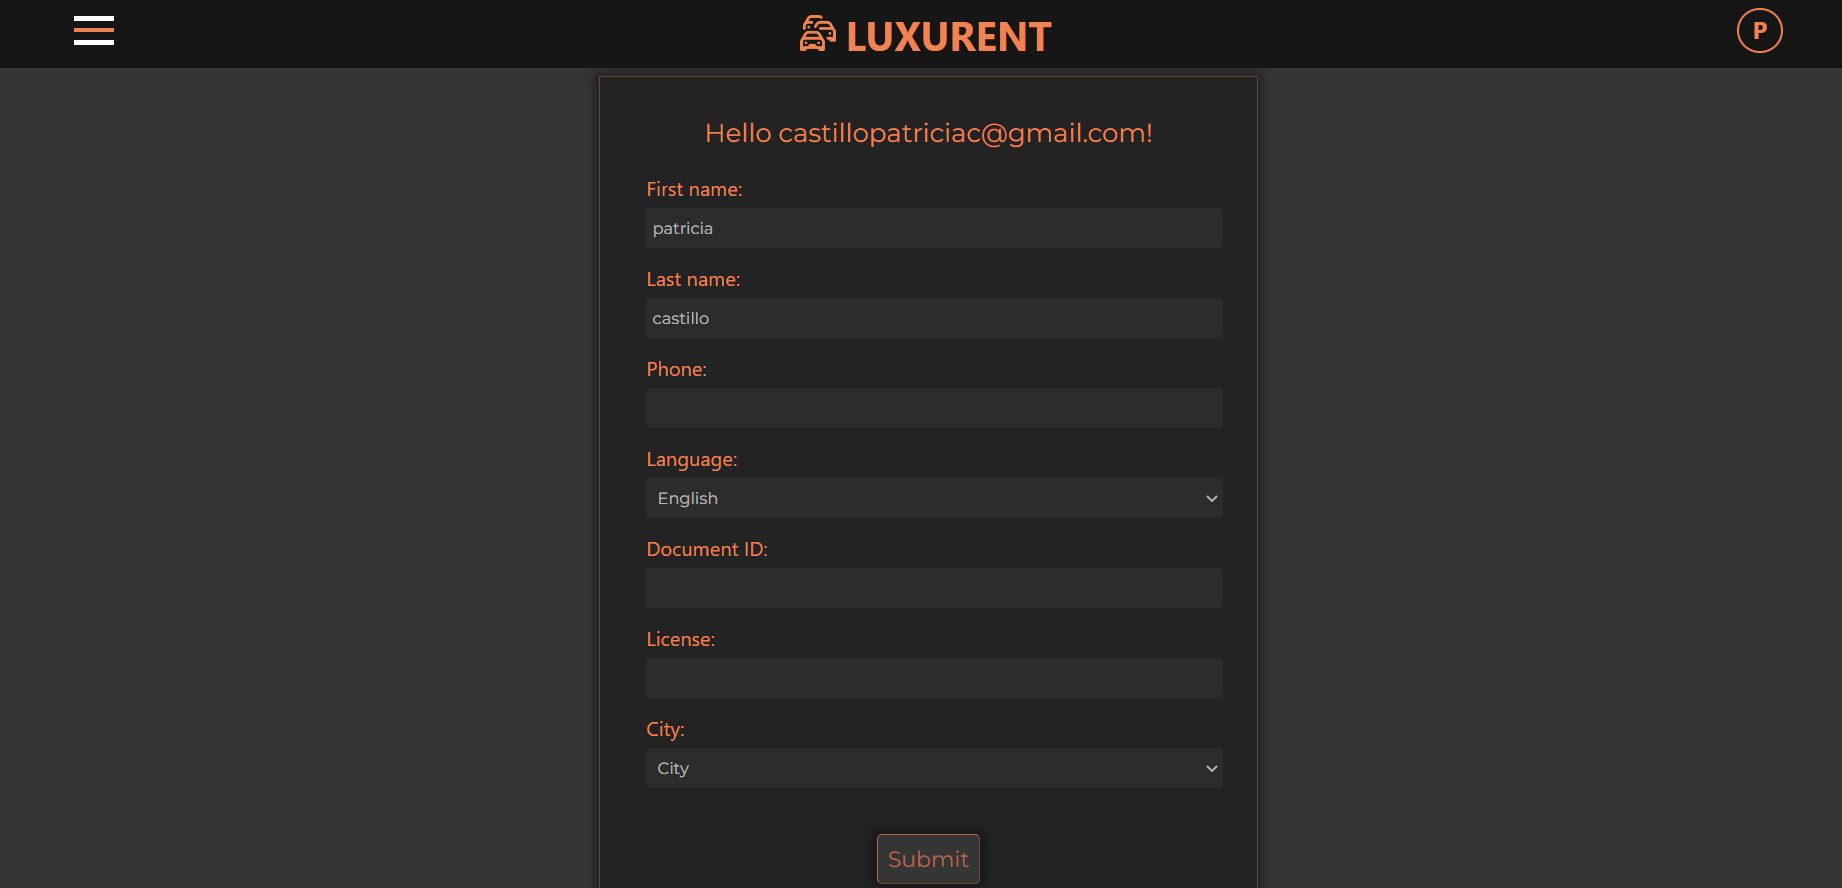 LUXURENT
P
Hello castillopatriciac@gmail.com!
First name:
patricia
Last name:
castillo
Phone:
Language:
English
Document ID:
License:
City:
City
Submit